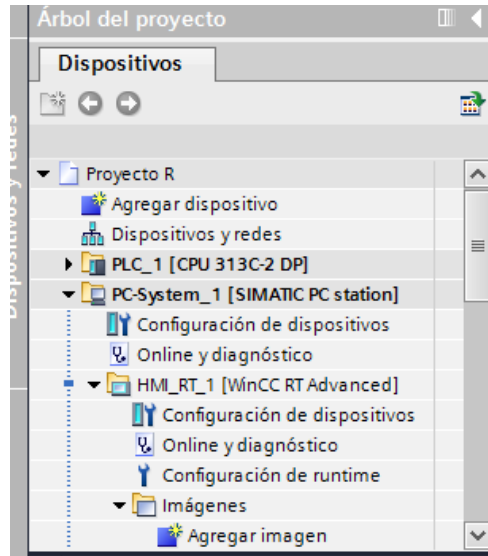 Árbol del proyecto
Dispositivos
Dispositivos y redes
Proyecto R
Agregar dispositivo
Dispositivos y redes
PLC_1 [CPU 313C-2 DP]
PC-System_1 [SIMATIC PC station]
Configuración de dispositivos
Online y diagnóstico
HMI_RT_1 [WinCC RT Advanced]
Configuración de dispositivos
Online y diagnóstico
Configuración de runtime
Imágenes
Agregar imagen